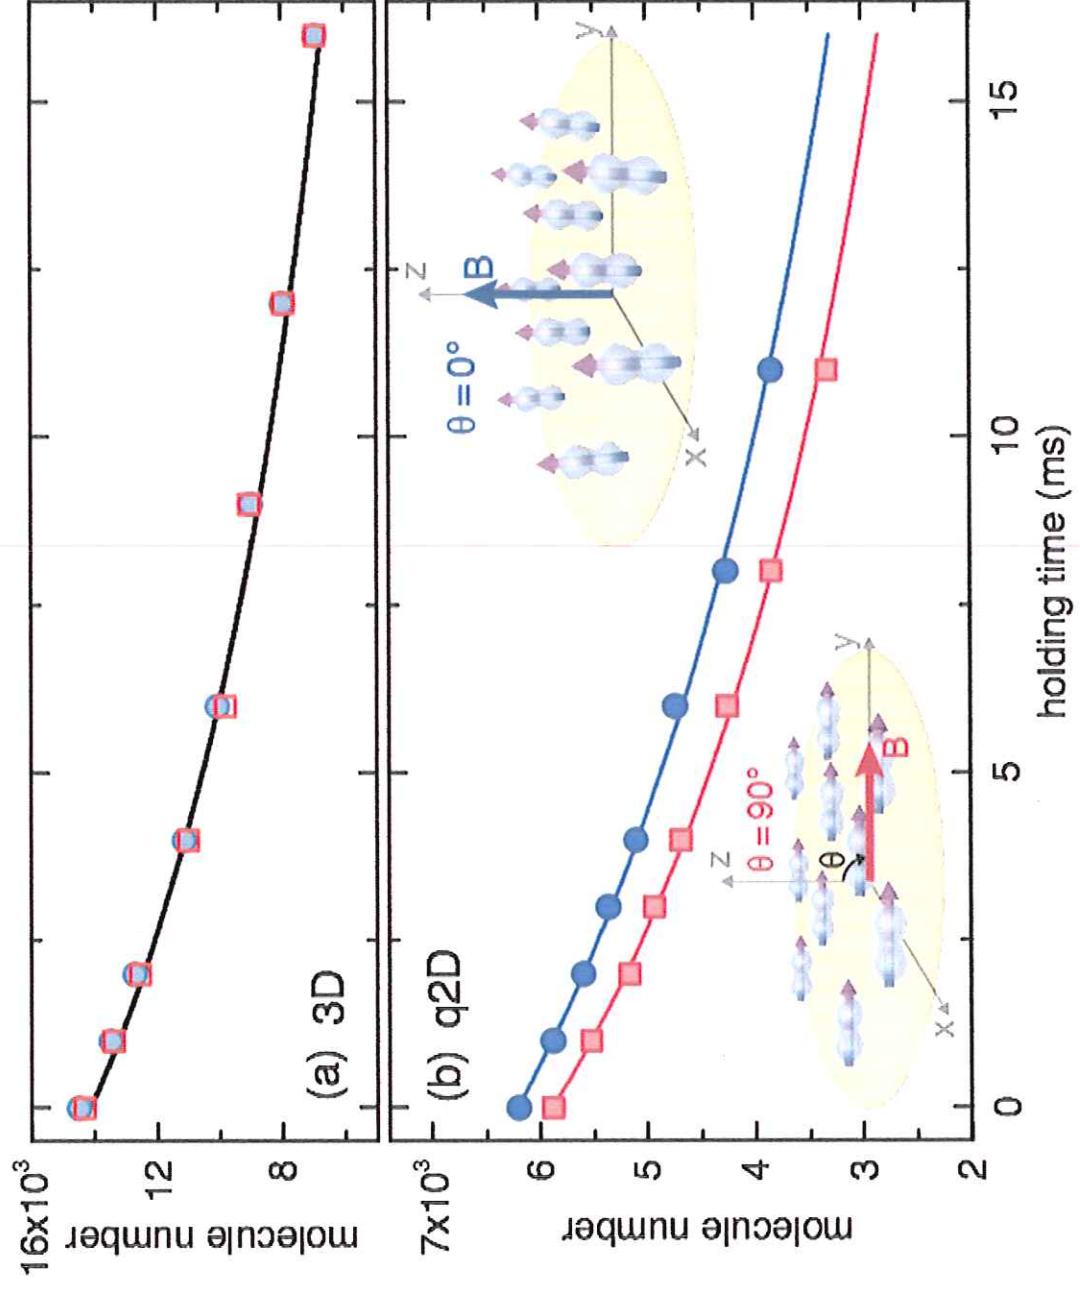 16x10³
12
8
molecule number
(a) 3D
7x10³
6
5
4
3
2
molecule number
(b) q2D
θ = 0°
z
B
y
x
θ = 90°
z
θ
B
y
x
0
5
10
15
holding time (ms)